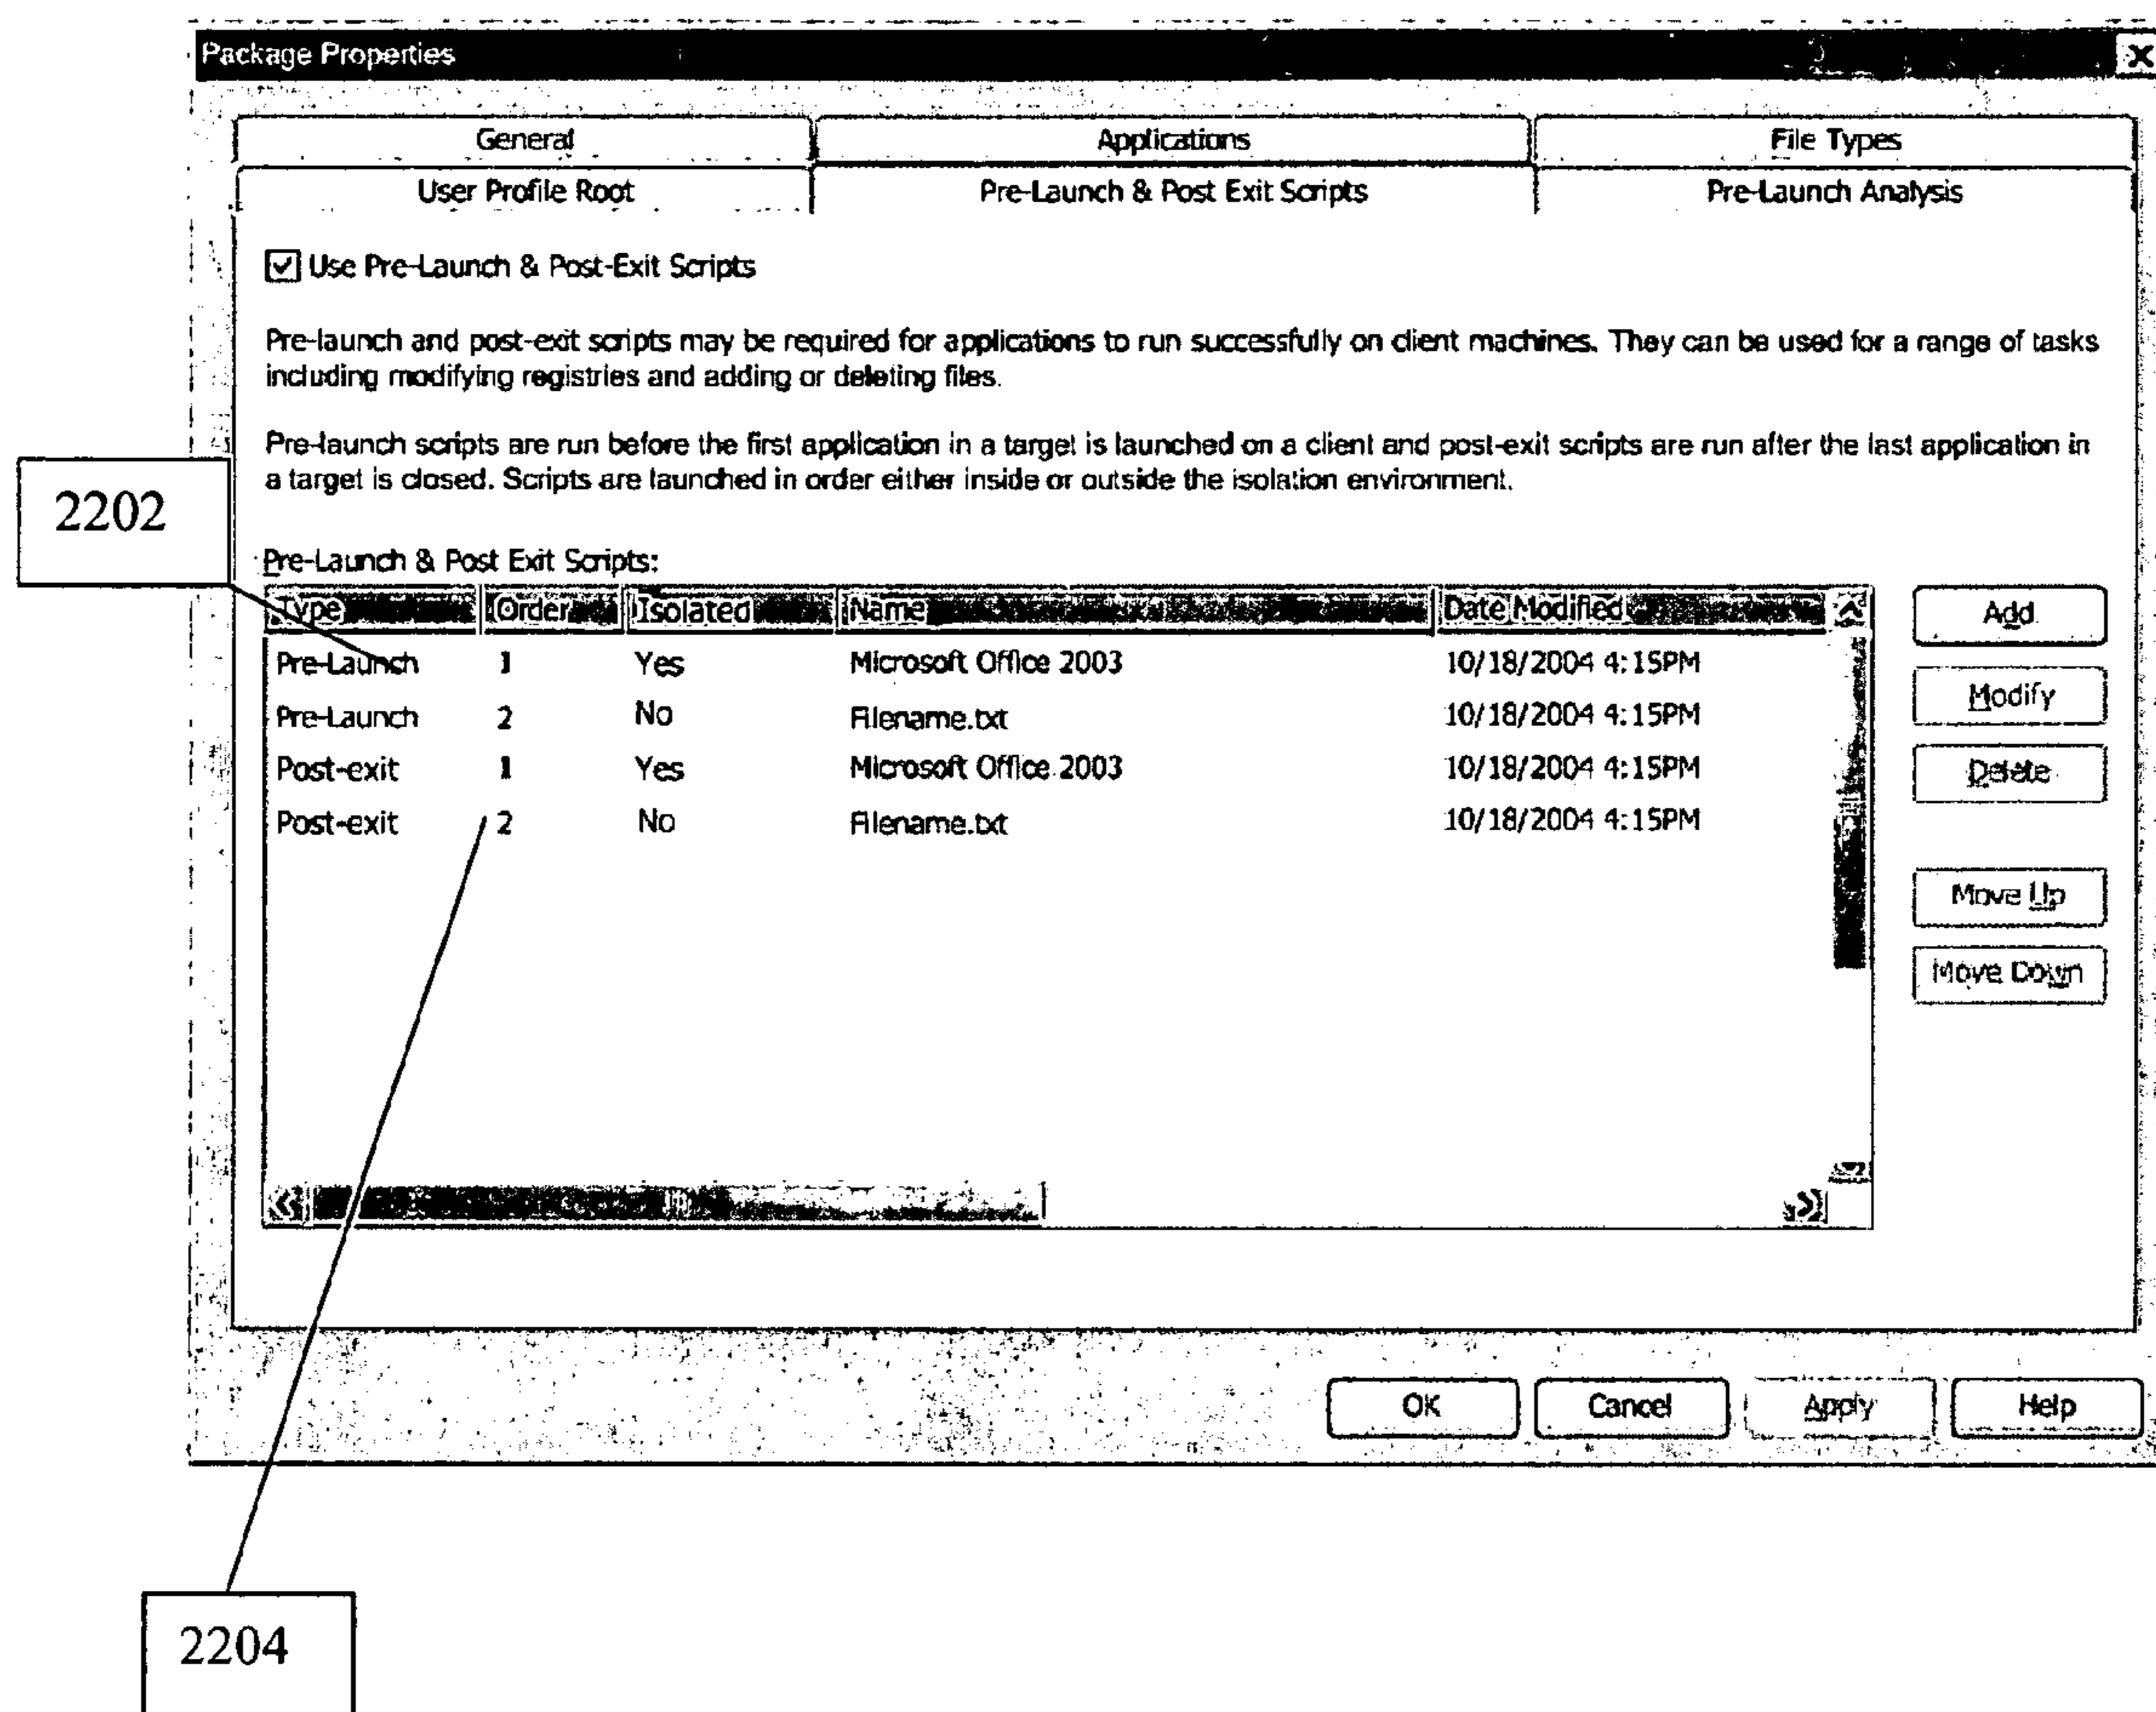 Package Properties
General Applications File Types
User Profile Root Pre-Launch & Post Exit Scripts Pre-Launch Analysis
Use Pre-Launch & Post-Exit Scripts
Pre-launch and post-exit scripts may be required for applications to run successfully on client machines. They can be used for a range of tasks
including modifying registries and adding or deleting files.
Pre-launch scripts are run before the first application in a target is launched on a client and post-exit scripts are run after the last application in
a target is closed. Scripts are launched in order either inside or outside the isolation environment.
2202
Pre-Launch & Post Exit Scripts:
Type Order Isolated Name Date Modified
Pre-Launch 1 Yes Microsoft Office 2003 10/18/2004 4:15PM
Pre-Launch 2 No Filename.txt 10/18/2004 4:15PM
Post-exit 1 Yes Microsoft Office 2003 10/18/2004 4:15PM
Post-exit 2 No Filename.txt 10/18/2004 4:15PM
Add
Modify
Delete
Move Up
Move Down
OK Cancel Apply Help
2204